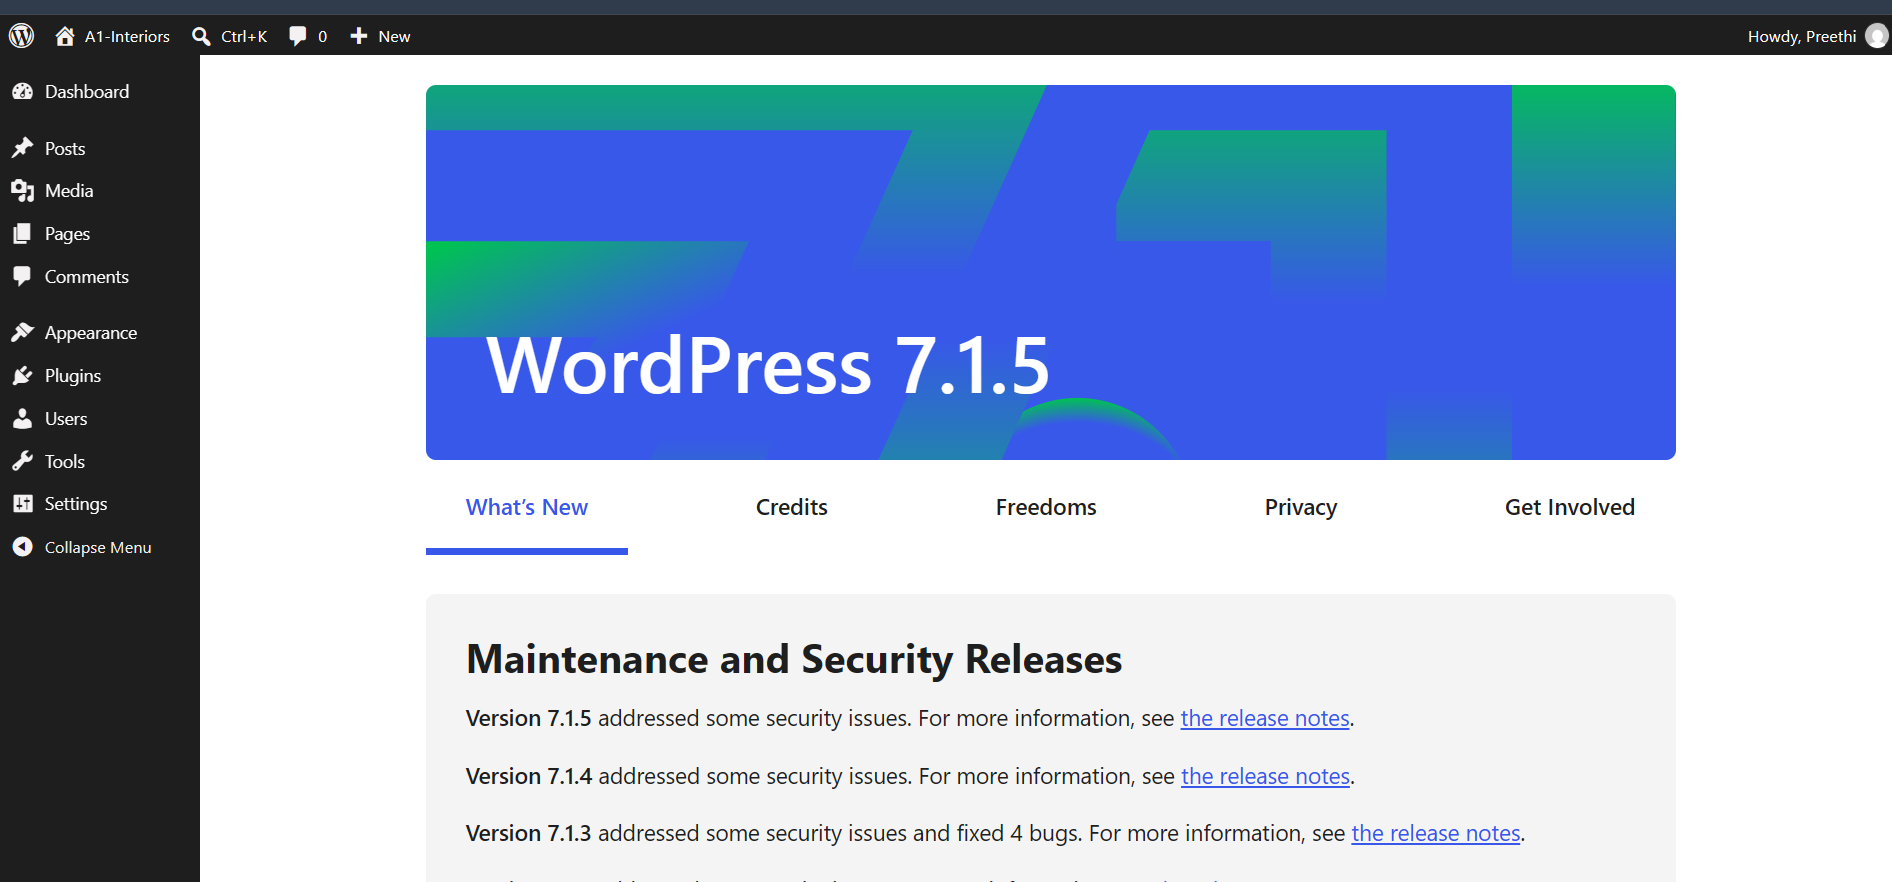 A1-Interiors Ctrl+K 0 New Howdy, Preethi
Dashboard
Posts
Media
Pages
Comments
Appearance
Plugins
Users
Tools
Settings
Collapse Menu
WordPress 7.1.5
What’s New Credits Freedoms Privacy Get Involved
Maintenance and Security Releases
Version 7.1.5 addressed some security issues. For more information, see the release notes.
Version 7.1.4 addressed some security issues. For more information, see the release notes.
Version 7.1.3 addressed some security issues and fixed 4 bugs. For more information, see the release notes.